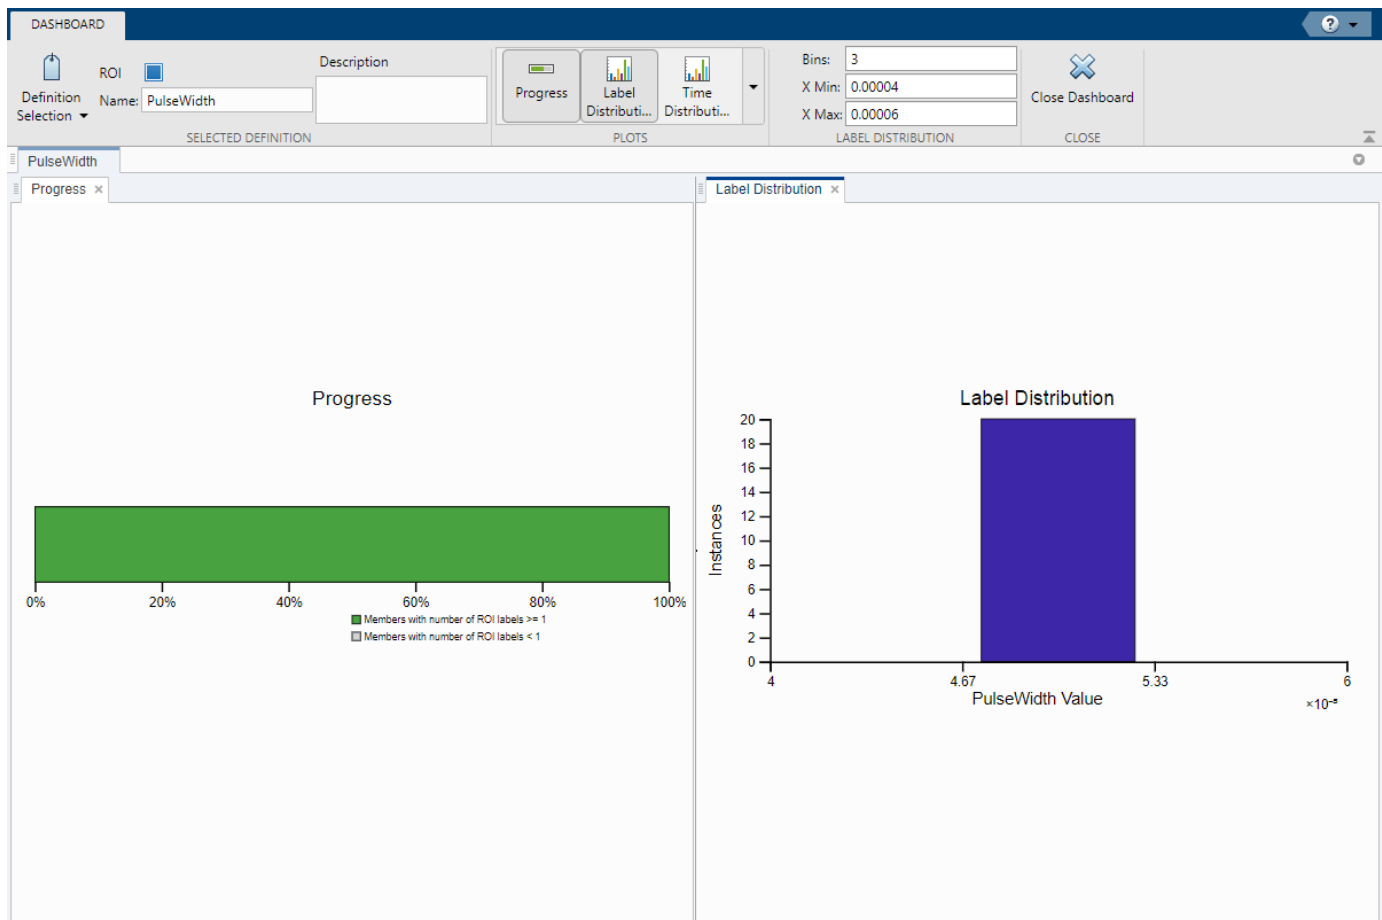 DASHBOARD
?
Definition
Selection
ROI
Name: PulseWidth
Description
SELECTED DEFINITION
Progress
Label
Distributi...
Time
Distributi...
PLOTS
Bins: 3
X Min: 0.00004
X Max: 0.00006
LABEL DISTRIBUTION
Close Dashboard
CLOSE
PulseWidth
Progress ×
Progress
0% 20% 40% 60% 80% 100%
Members with number of ROI labels >= 1
Members with number of ROI labels < 1
Label Distribution ×
Label Distribution
Instances
20
18
16
14
12
10
8
6
4
2
0
4 4.67 5.33 6
PulseWidth Value
×10⁻⁵